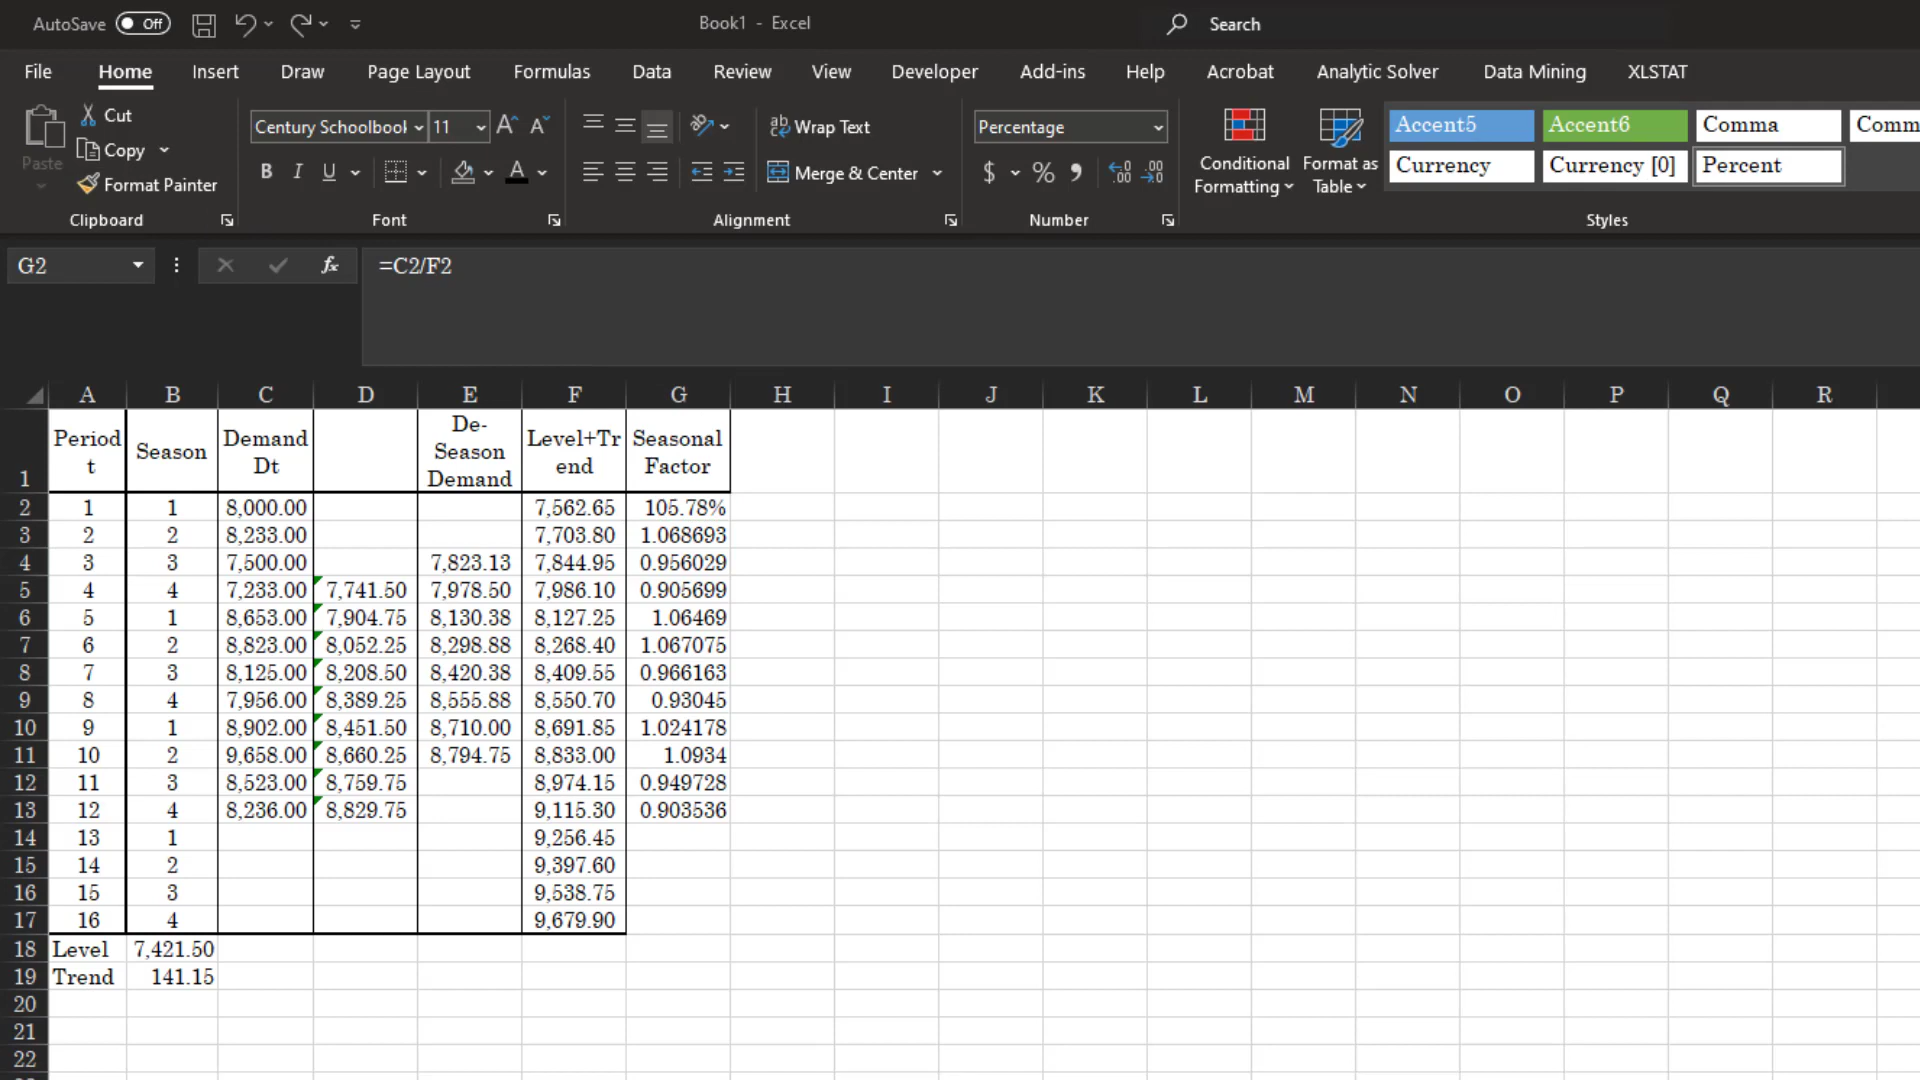 AutoSave Off Book1 - Excel Search
File Home Insert Draw Page Layout Formulas Data Review View Developer Add-ins Help Acrobat Analytic Solver Data Mining XLSTAT
Paste Cut Century Schoolbook 11 A A Wrap Text Percentage Conditional Formatting Format as Table Accent5 Accent6 Comma Comm
Copy B I U A Merge & Center $ % Currency Currency [0] Percent
Format Painter
Clipboard Font Alignment Number Styles
G2 fx =C2/F2
A B C D E F G H I J K L M N O P Q R
1 Period t Season Demand Dt De-Season Demand Level+Trend Seasonal Factor
2 1 1 8,000.00 7,562.65 105.78%
3 2 2 8,233.00 7,703.80 1.068693
4 3 3 7,500.00 7,823.13 7,844.95 0.956029
5 4 4 7,233.00 7,741.50 7,978.50 7,986.10 0.905699
6 5 1 8,653.00 7,904.75 8,130.38 8,127.25 1.06469
7 6 2 8,823.00 8,052.25 8,298.88 8,268.40 1.067075
8 7 3 8,125.00 8,208.50 8,420.38 8,409.55 0.966163
9 8 4 7,956.00 8,389.25 8,555.88 8,550.70 0.93045
10 9 1 8,902.00 8,451.50 8,710.00 8,691.85 1.024178
11 10 2 9,658.00 8,660.25 8,794.75 8,833.00 1.0934
12 11 3 8,523.00 8,759.75 8,974.15 0.949728
13 12 4 8,236.00 8,829.75 9,115.30 0.903536
14 13 1 9,256.45
15 14 2 9,397.60
16 15 3 9,538.75
17 16 4 9,679.90
18 Level 7,421.50
19 Trend 141.15
20
21
22